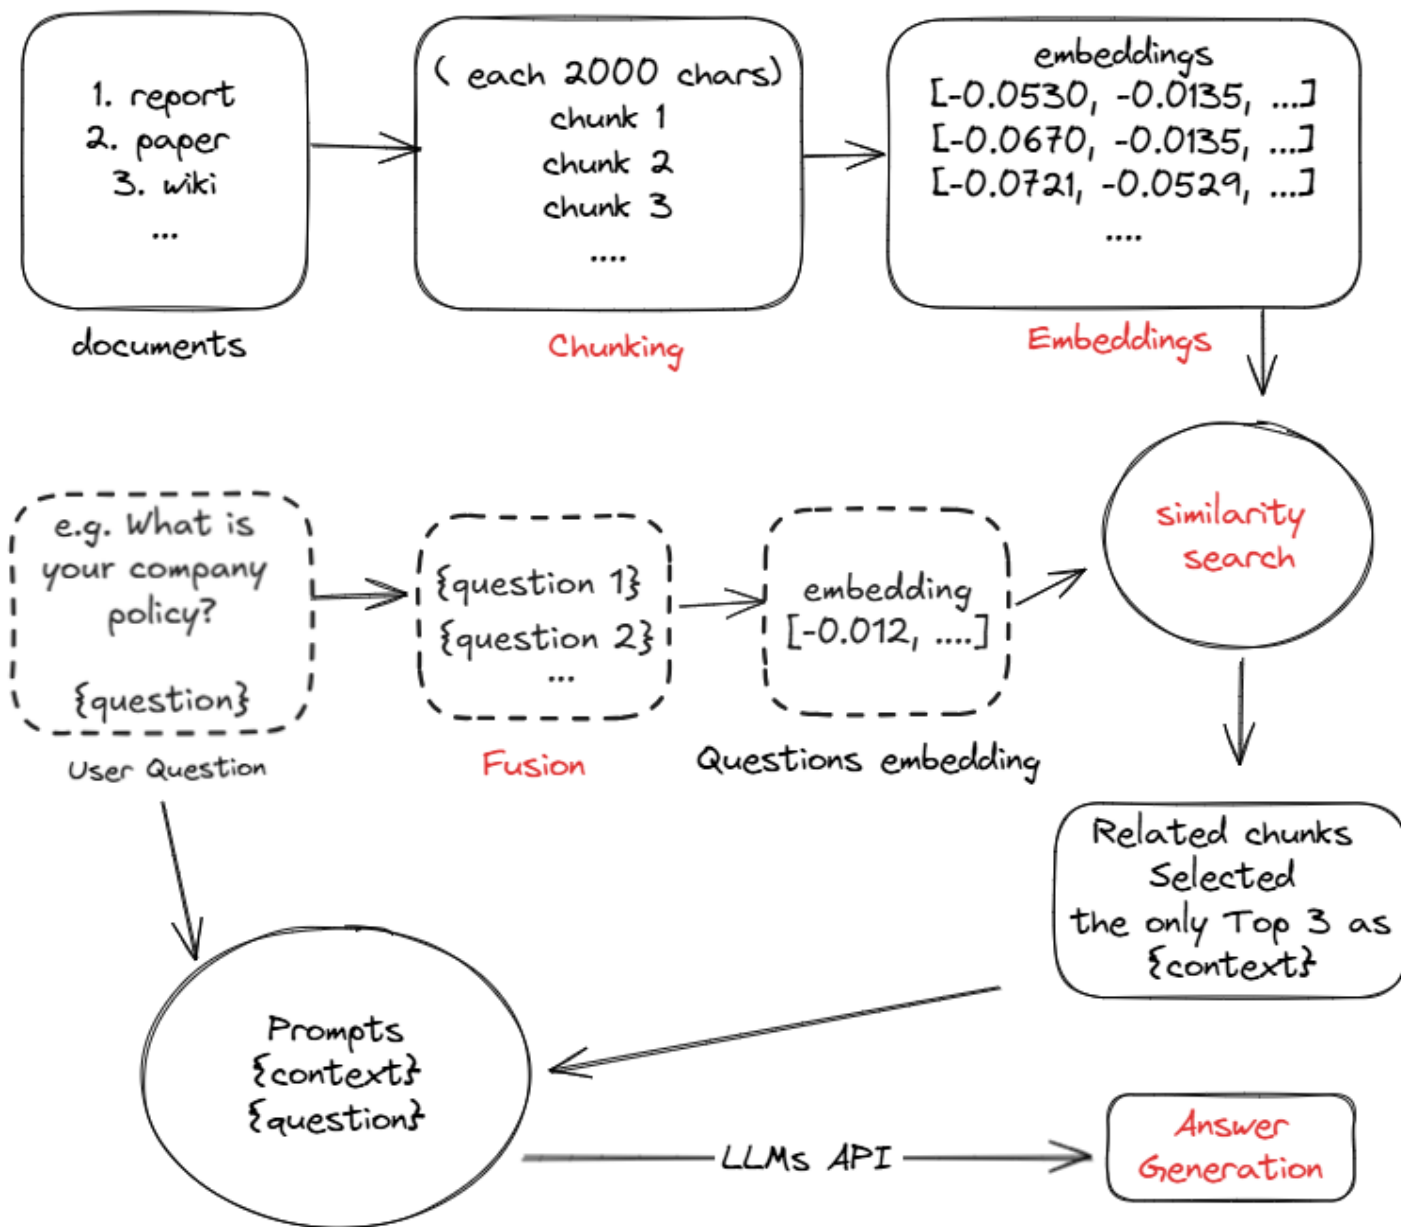 1. report
2. paper
3. wiki
...
documents
( each 2000 chars)
chunk 1
chunk 2
chunk 3
....
Chunking
embeddings
[-0.0530, -0.0135, ...]
[-0.0670, -0.0135, ...]
[-0.0721, -0.0529, ...]
....
Embeddings
e.g. What is
your company
policy?
{question}
User Question
{question 1}
{question 2}
...
Fusion
embedding
[-0.012, ....]
Questions embedding
similarity
search
Related chunks
Selected
the only Top 3 as
{context}
Prompts
{context}
{question}
LLMs API
Answer
Generation